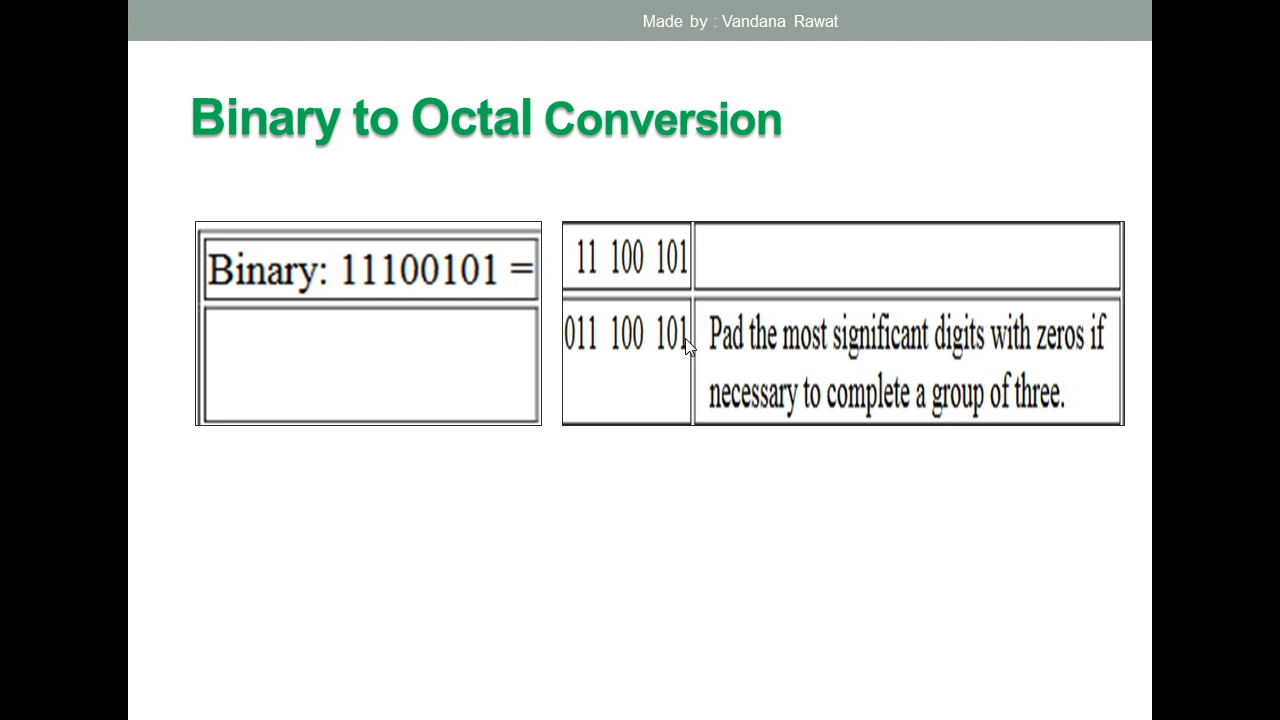 Made by : Vandana Rawat
Binary to Octal Conversion
Binary: 11100101 =
11 100 101
011 100 101
Pad the most significant digits with zeros if
necessary to complete a group of three.